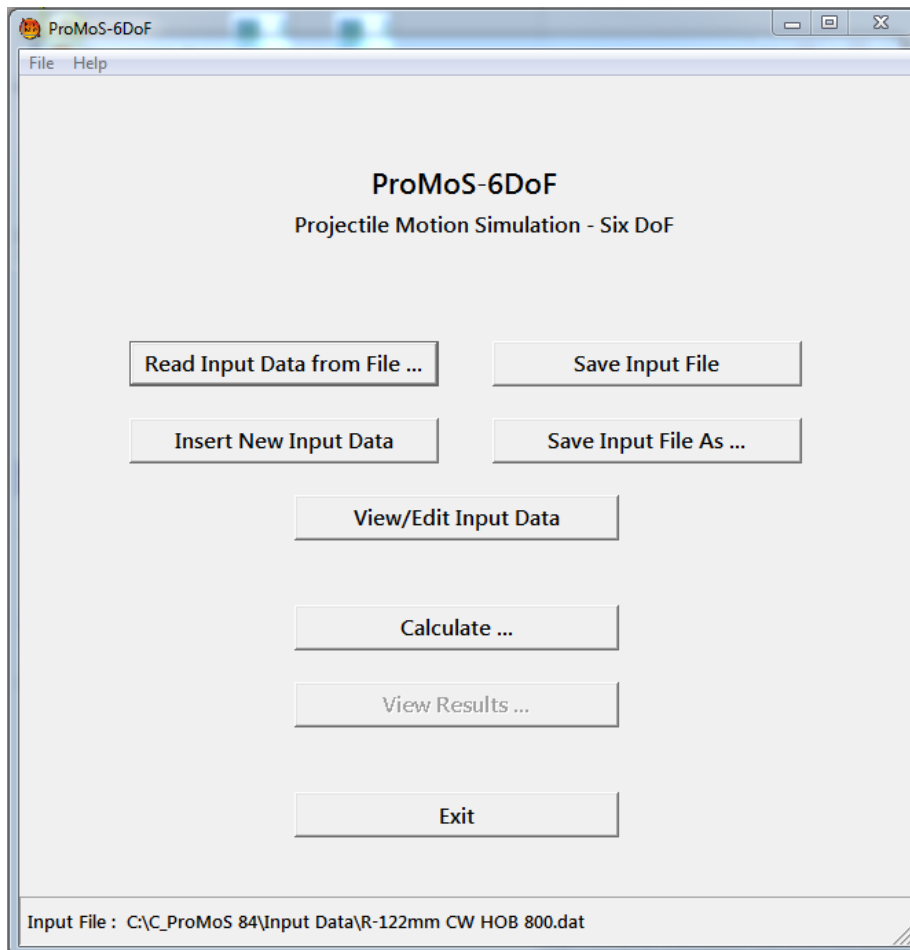 ProMoS-6DoF
File Help
ProMoS-6DoF
Projectile Motion Simulation - Six DoF
Read Input Data from File ...
Save Input File
Insert New Input Data
Save Input File As ...
View/Edit Input Data
Calculate ...
View Results ...
Exit
Input File : C:\C_ProMoS 84\Input Data\R-122mm CW HOB 800.dat